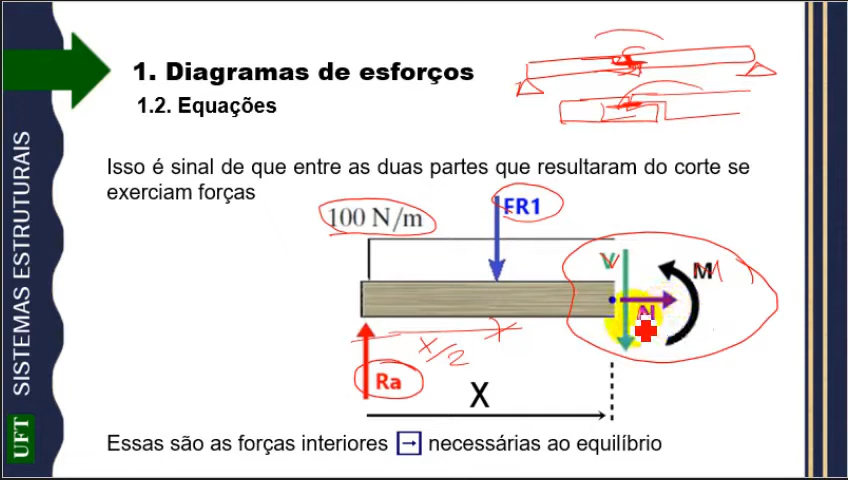 1. Diagramas de esforços
1.2. Equações
SISTEMAS ESTRUTURAIS
UFT
Isso é sinal de que entre as duas partes que resultaram do corte se
exerciam forças
100 N/m
FR1
V
M
N
X/2
Ra
X
Essas são as forças interiores → necessárias ao equilíbrio